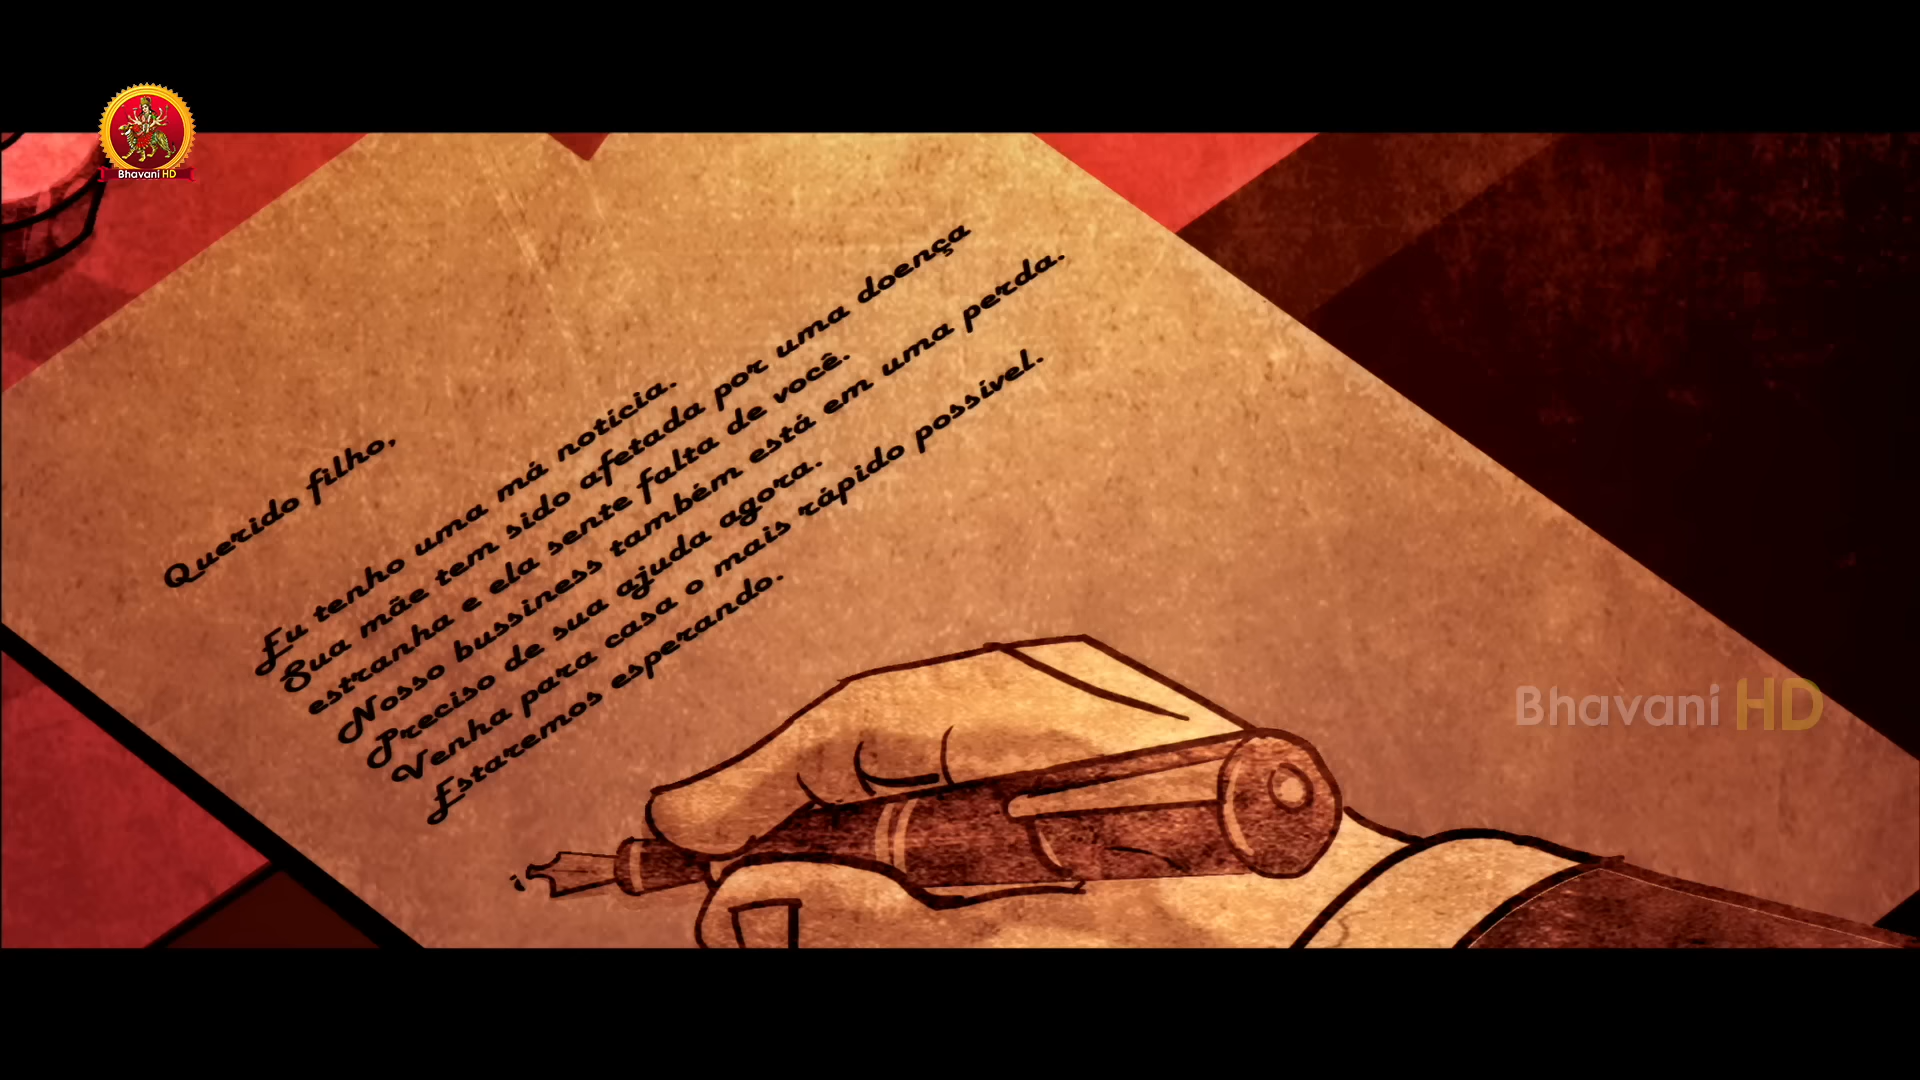 Bhavani HD
Querido filho,
Eu tenho uma má noticia.
Sua mãe tem sido afetada por uma doença
estranha e ela sente falta de você.
Nosso bussiness também está em uma perda.
Preciso de sua ajuda agora.
Venha para casa o mais rápido possível.
Estaremos esperando.
Bhavani HD